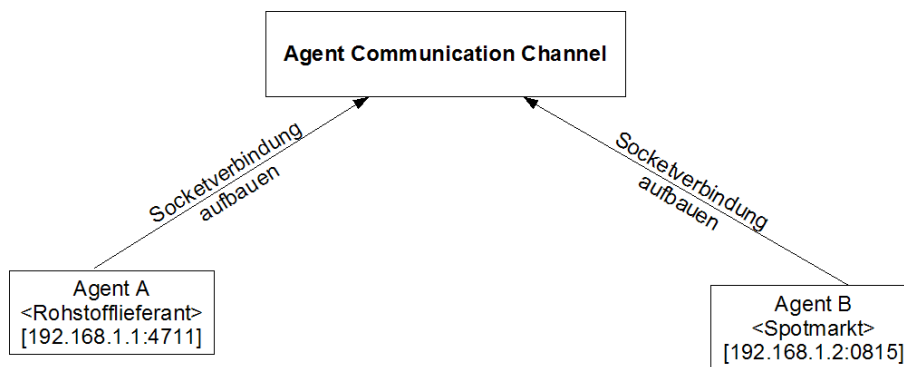 Agent Communication Channel
Socketverbindung
aufbauen
Socketverbindung
aufbauen
Agent A
<Rohstofflieferant>
[192.168.1.1:4711]
Agent B
<Spotmarkt>
[192.168.1.2:0815]